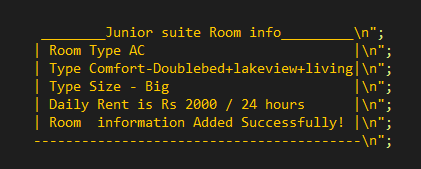 ________Junior suite Room info_________\n";
| Room Type AC                          |\n";
| Type Comfort-Doublebed+lakeview+living|\n";
| Type Size - Big                       |\n";
| Daily Rent is Rs 2000 / 24 hours      |\n";
| Room  information Added Successfully! |\n";
-----------------------------------------\n";